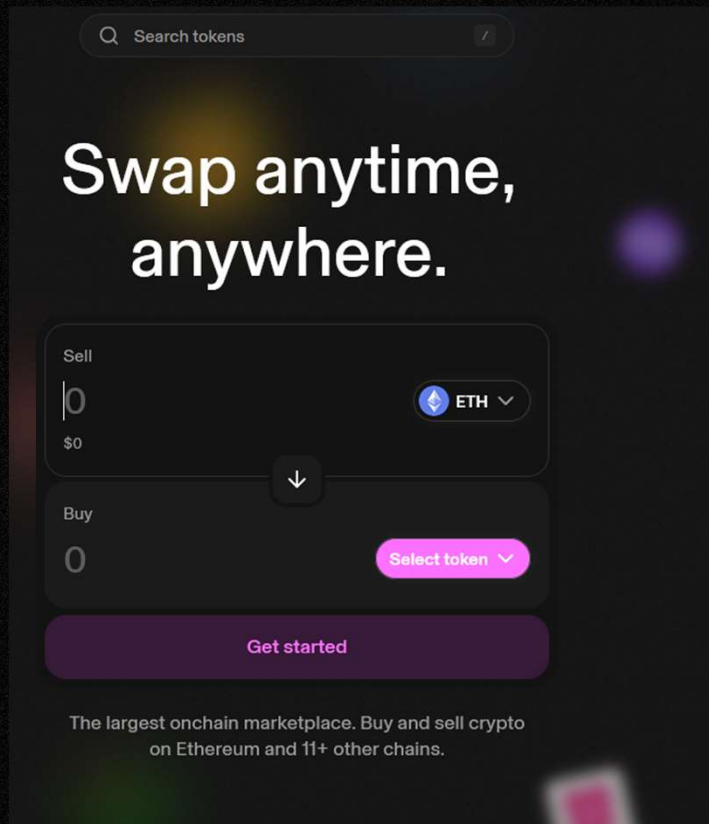 Search tokens /
Swap anytime,
anywhere.
Sell
0 ETH
$0
Buy
0 Select token
Get started
The largest onchain marketplace. Buy and sell crypto
on Ethereum and 11+ other chains.